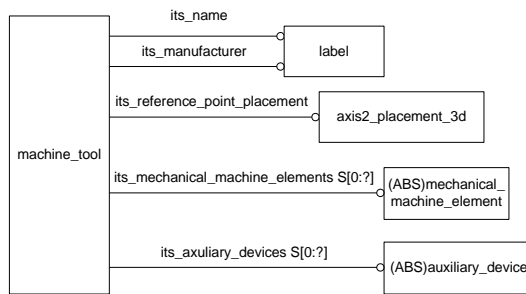 its_name
its_manufacturer
label
its_reference_point_placement
axis2_placement_3d
machine_tool
its_mechanical_machine_elements S[0:?]
(ABS)mechanical_
machine_element
its_axuliary_devices S[0:?]
(ABS)auxiliary_device